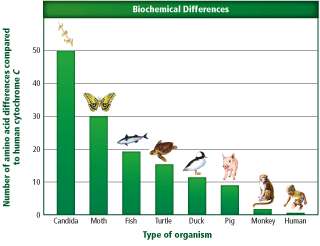 Biochemical Differences
Number of amino acid differences compared
to human cytochrome C
50
40
30
20
10
0
Candida Moth Fish Turtle Duck Pig Monkey Human
Type of organism